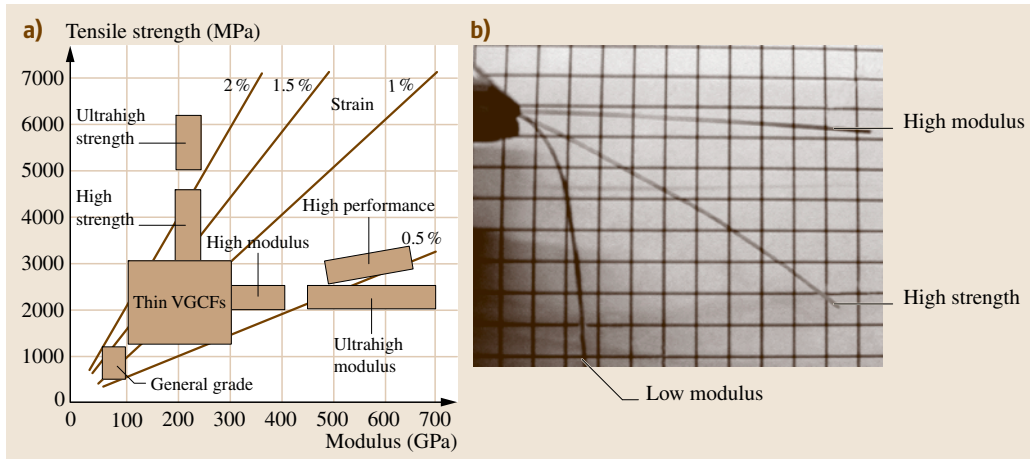 a) Tensile strength (MPa)
7000
6000
5000
4000
3000
2000
1000
0
2 %
1.5 %
1 %
Strain
Ultrahigh
strength
High
strength
High performance
0.5 %
High modulus
Thin VGCFs
Ultrahigh
modulus
General grade
0 100 200 300 400 500 600 700
Modulus (GPa)
b)
High modulus
High strength
Low modulus